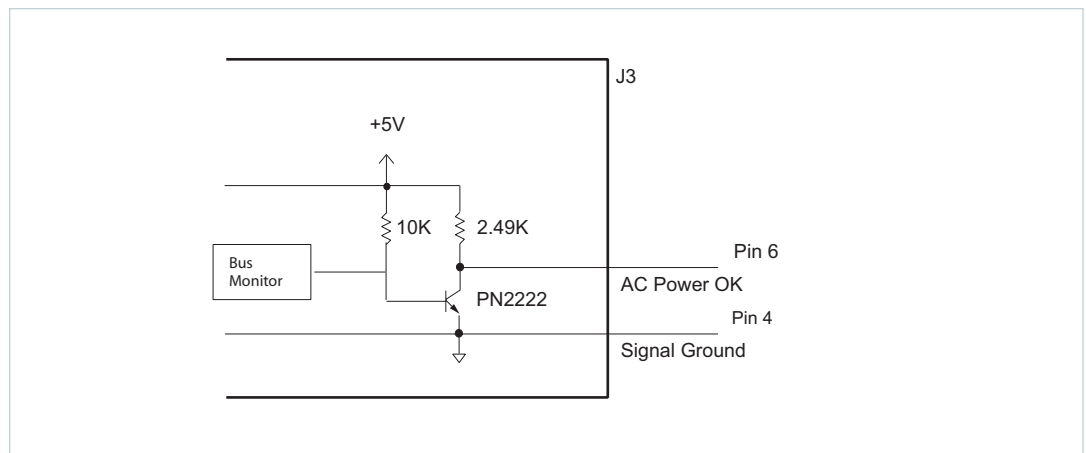 J3
+5V
10K
2.49K
Bus
Monitor
Pin 6
AC Power OK
PN2222
Pin 4
Signal Ground